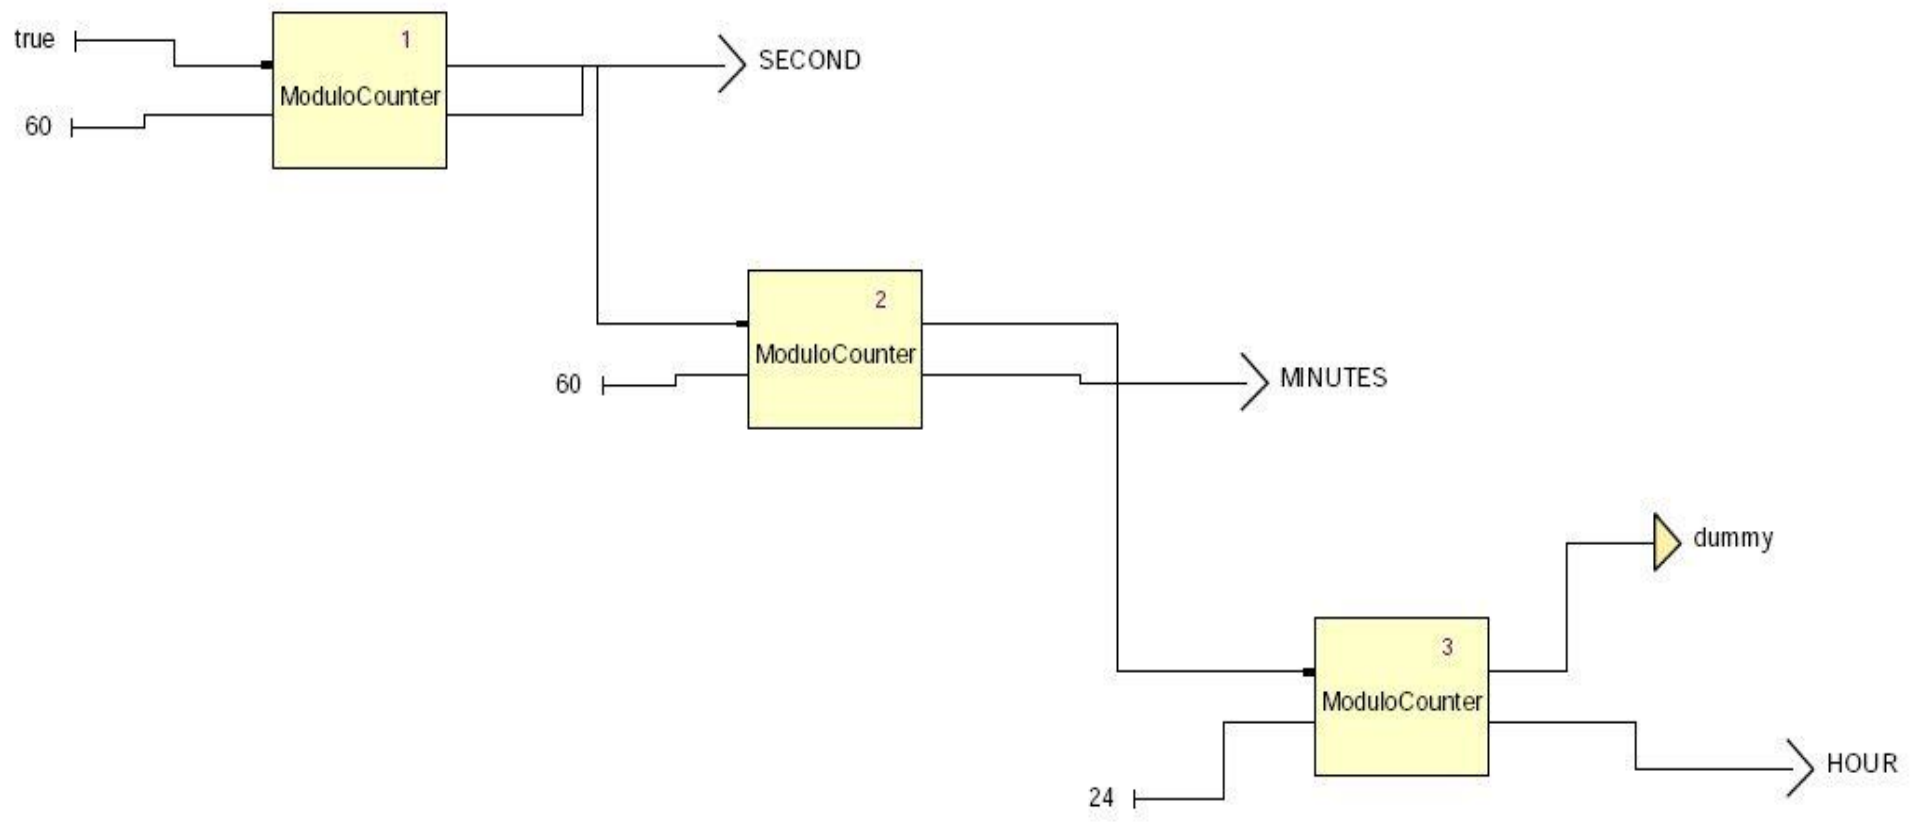 true
1
SECOND
ModuloCounter
60
2
ModuloCounter
MINUTES
60
dummy
3
ModuloCounter
HOUR
24